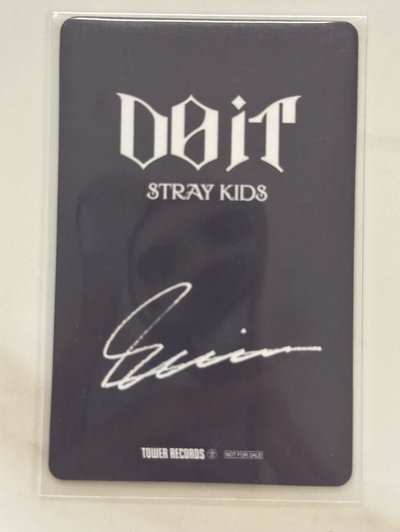 DO iT
STRAY KIDS
TOWER RECORDS NOT FOR SALE